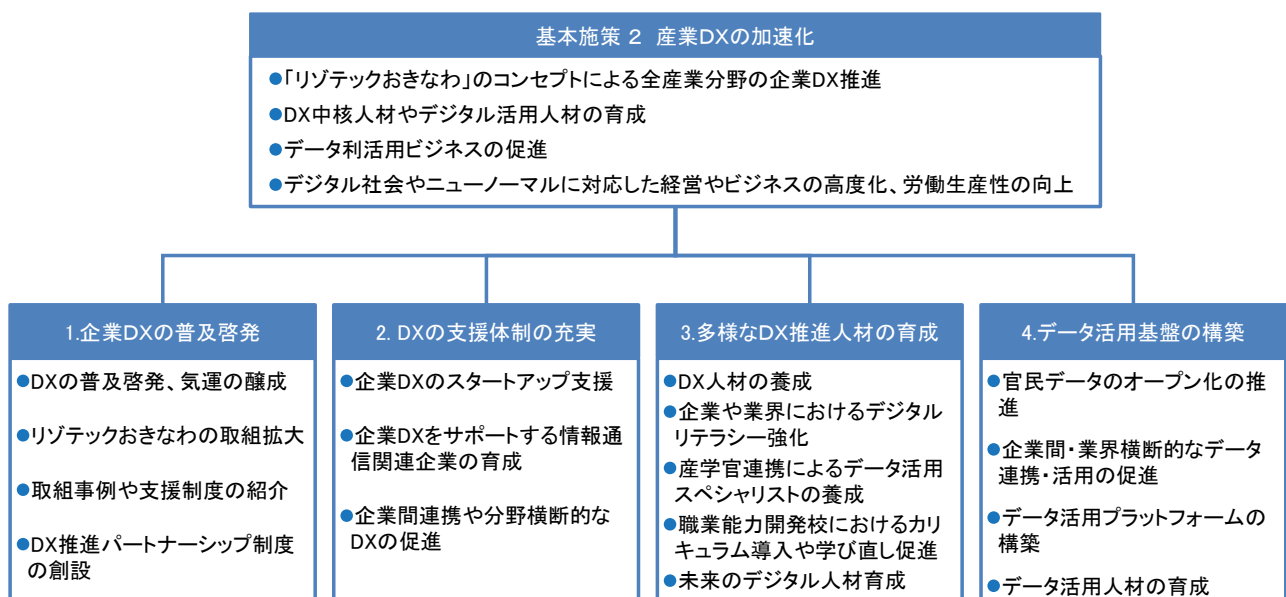 基本施策 2 産業DXの加速化
●「リゾテックおきなわ」のコンセプトによる全産業分野の企業DX推進
●DX中核人材やデジタル活用人材の育成
●データ利活用ビジネスの促進
●デジタル社会やニューノーマルに対応した経営やビジネスの高度化、労働生産性の向上
1.企業DXの普及啓発
●DXの普及啓発、気運の醸成
●リゾテックおきなわの取組拡大
●取組事例や支援制度の紹介
●DX推進パートナーシップ制度
の創設
2. DXの支援体制の充実
●企業DXのスタートアップ支援
●企業DXをサポートする情報通
信関連企業の育成
●企業間連携や分野横断的な
DXの促進
3.多様なDX推進人材の育成
●DX人材の養成
●企業や業界におけるデジタル
リテラシー強化
●産学官連携によるデータ活用
スペシャリストの養成
●職業能力開発校におけるカリ
キュラム導入や学び直し促進
●未来のデジタル人材育成
4.データ活用基盤の構築
●官民データのオープン化の推
進
●企業間・業界横断的なデータ
連携・活用の促進
●データ活用プラットフォームの
構築
●データ活用人材の育成